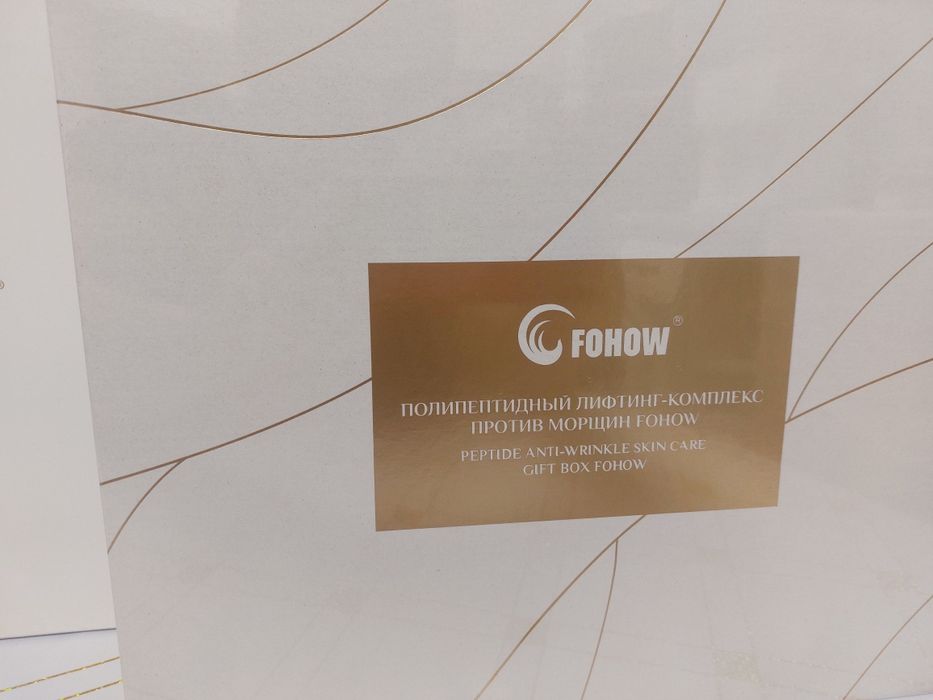 FOHOW®
ПОЛИПЕПТИДНЫЙ ЛИФТИНГ-КОМПЛЕКС
ПРОТИВ МОРЩИН FOHOW
PEPTIDE ANTI-WRINKLE SKIN CARE
GIFT BOX FOHOW
®